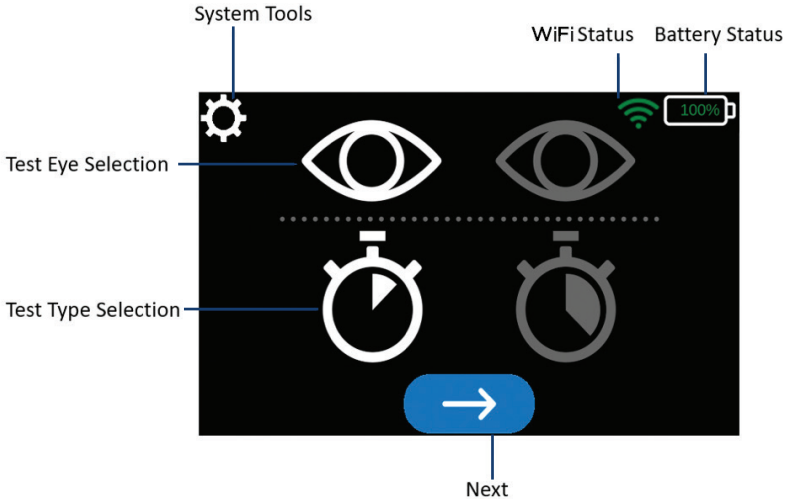 System Tools
WiFi Status
Battery Status
100%
Test Eye Selection
Test Type Selection
Next